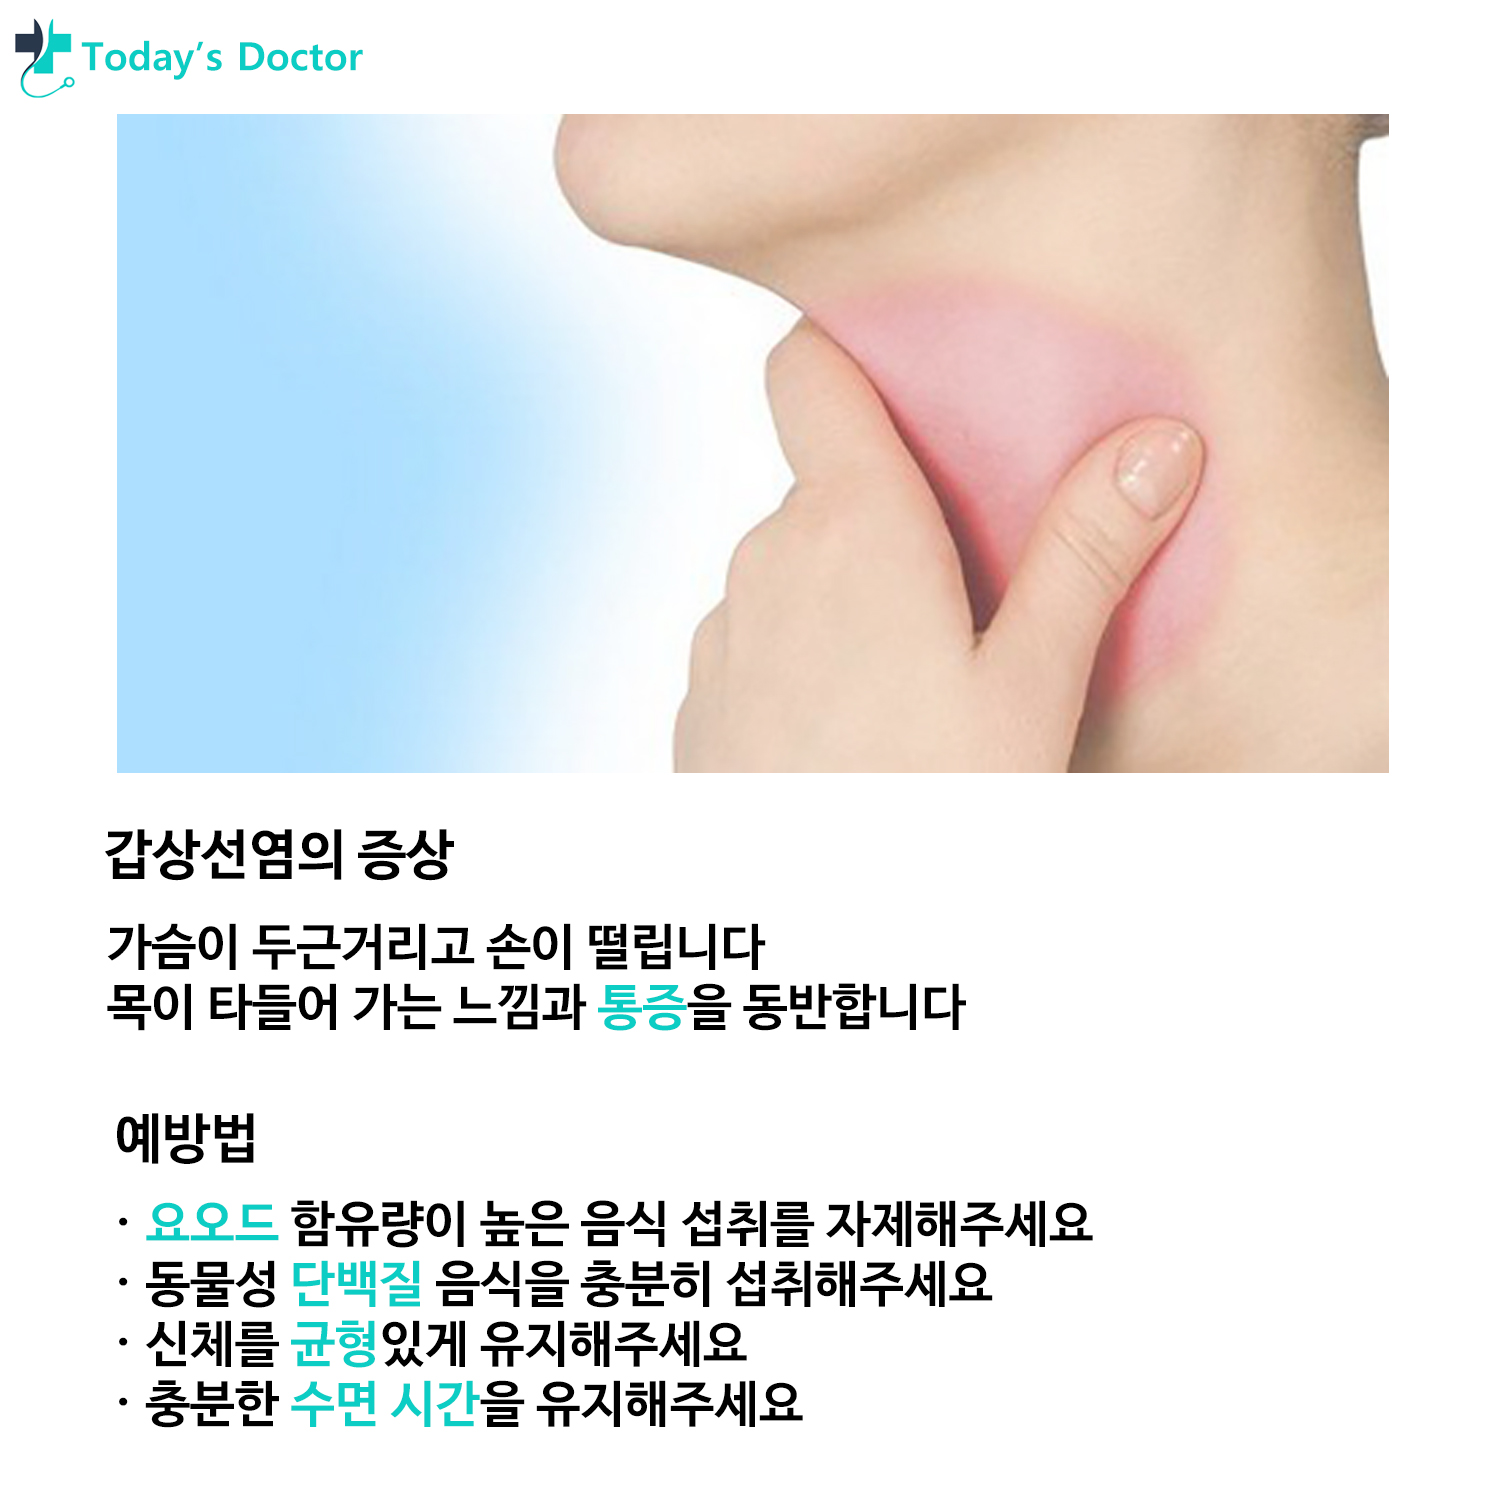 Today's Doctor
갑상선염의 증상
가슴이 두근거리고 손이 떨립니다
목이 타들어 가는 느낌과 통증을 동반합니다
예방법
· 요오드 함유량이 높은 음식 섭취를 자제해주세요
· 동물성 단백질 음식을 충분히 섭취해주세요
· 신체를 균형있게 유지해주세요
· 충분한 수면 시간을 유지해주세요